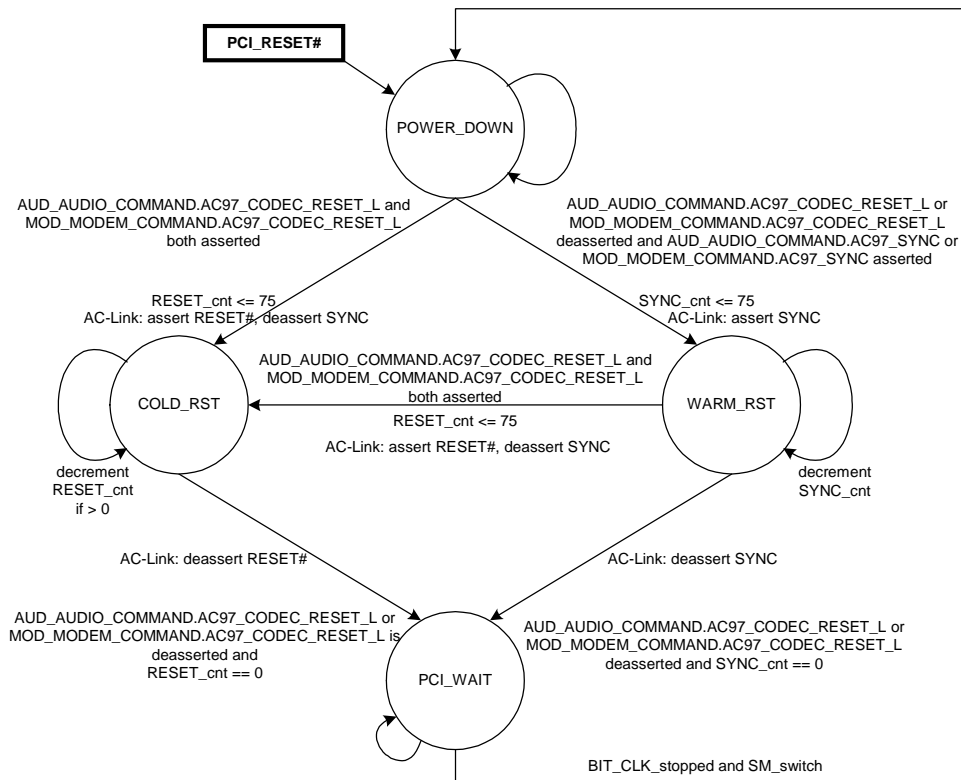 PCI_RESET#
POWER_DOWN
AUD_AUDIO_COMMAND.AC97_CODEC_RESET_L and
MOD_MODEM_COMMAND.AC97_CODEC_RESET_L
both asserted
AUD_AUDIO_COMMAND.AC97_CODEC_RESET_L or
MOD_MODEM_COMMAND.AC97_CODEC_RESET_L
deasserted and AUD_AUDIO_COMMAND.AC97_SYNC or
MOD_MODEM_COMMAND.AC97_SYNC asserted
RESET_cnt <= 75
AC-Link: assert RESET#, deassert SYNC
SYNC_cnt <= 75
AC-Link: assert SYNC
AUD_AUDIO_COMMAND.AC97_CODEC_RESET_L and
MOD_MODEM_COMMAND.AC97_CODEC_RESET_L
both asserted
COLD_RST
WARM_RST
RESET_cnt <= 75
AC-Link: assert RESET#, deassert SYNC
decrement
RESET_cnt
if > 0
decrement
SYNC_cnt
AC-Link: deassert RESET#
AC-Link: deassert SYNC
AUD_AUDIO_COMMAND.AC97_CODEC_RESET_L or
MOD_MODEM_COMMAND.AC97_CODEC_RESET_L is
deasserted and
RESET_cnt == 0
AUD_AUDIO_COMMAND.AC97_CODEC_RESET_L or
MOD_MODEM_COMMAND.AC97_CODEC_RESET_L
deasserted and SYNC_cnt == 0
PCI_WAIT
BIT_CLK_stopped and SM_switch